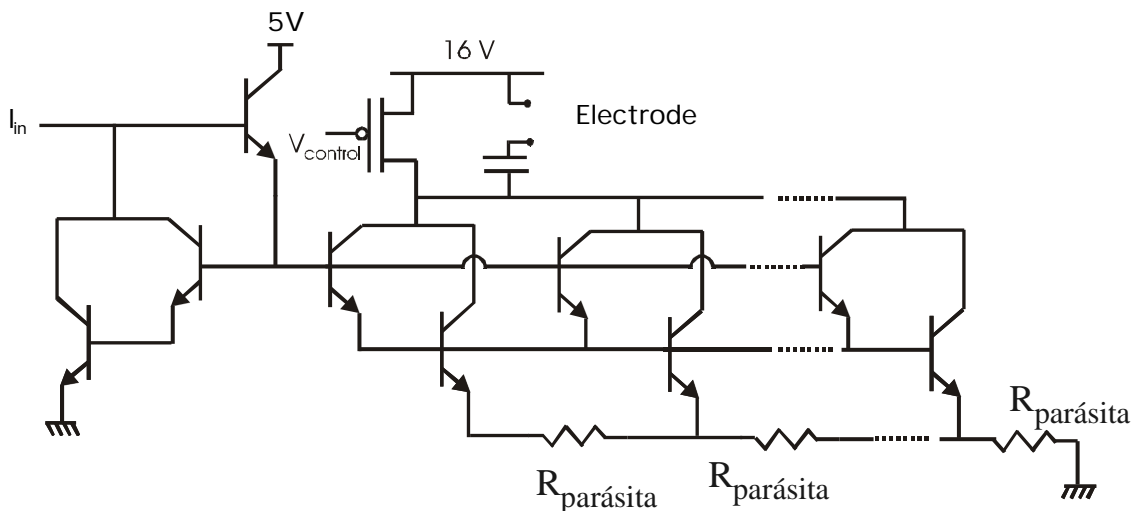 5V
16 V
I_in
Electrode
V_control
R_parásita
R_parásita
R_parásita